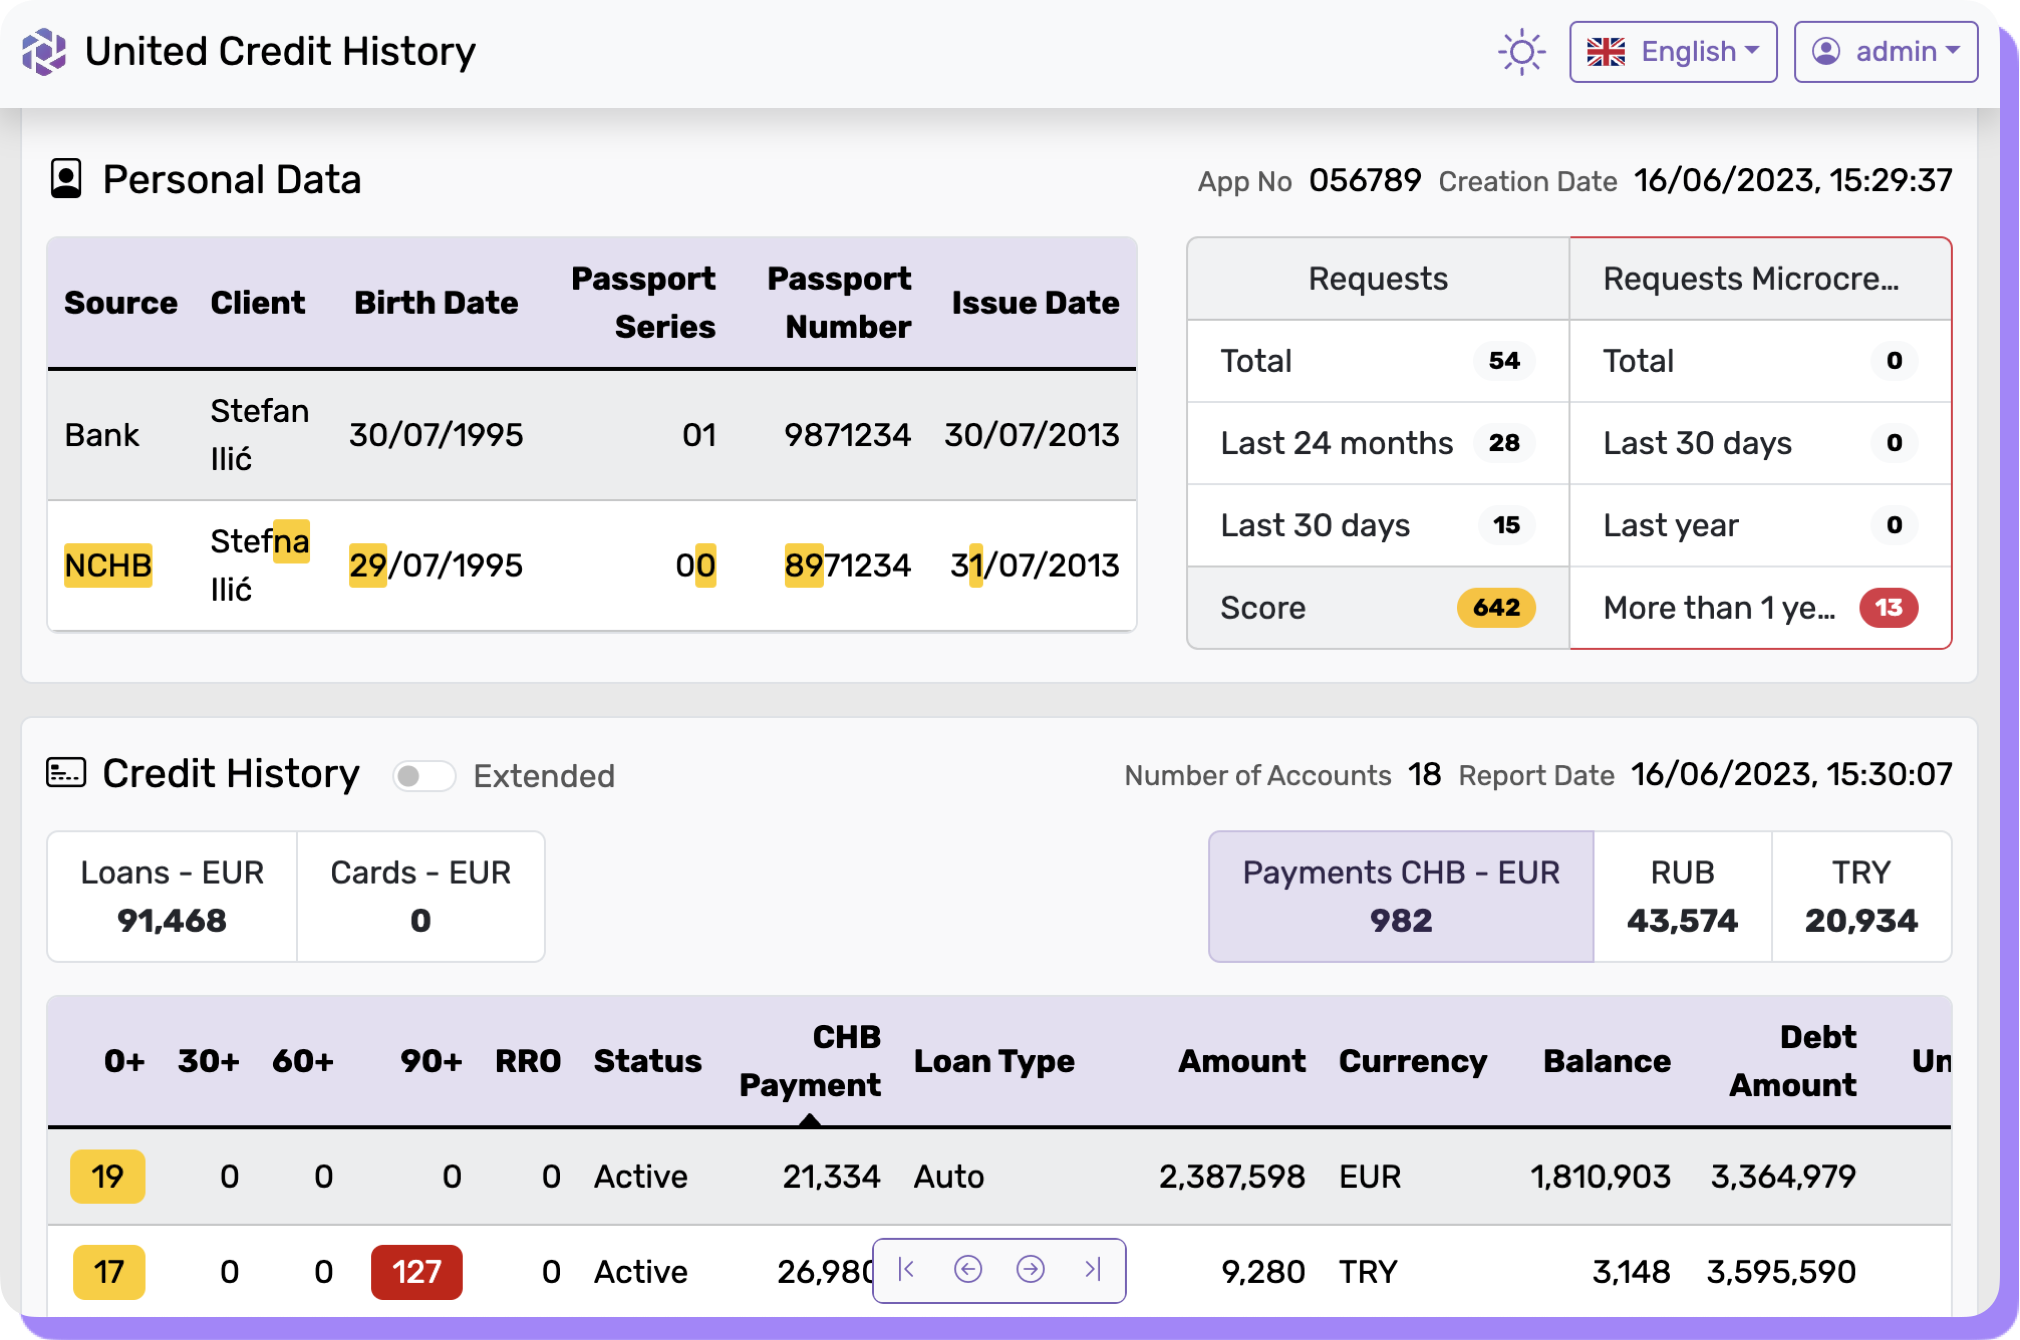 United Credit History
English
admin
Personal Data
App No 056789 Creation Date 16/06/2023, 15:29:37
Source Client Birth Date Passport Series Passport Number Issue Date
Bank Stefan Ilić 30/07/1995 01 9871234 30/07/2013
NCHB Stefna Ilić 29/07/1995 00 8971234 31/07/2013
Requests
Total 54
Last 24 months 28
Last 30 days 15
Score 642
Requests Microcre...
Total 0
Last 30 days 0
Last year 0
More than 1 ye... 13
Credit History
Extended
Number of Accounts 18 Report Date 16/06/2023, 15:30:07
Loans - EUR
91,468
Cards - EUR
0
Payments CHB - EUR
982
RUB
43,574
TRY
20,934
0+ 30+ 60+ 90+ RRO Status CHB Payment Loan Type Amount Currency Balance Debt Amount Un
19 0 0 0 0 Active 21,334 Auto 2,387,598 EUR 1,810,903 3,364,979
17 0 0 127 0 Active 26,980 9,280 TRY 3,148 3,595,590